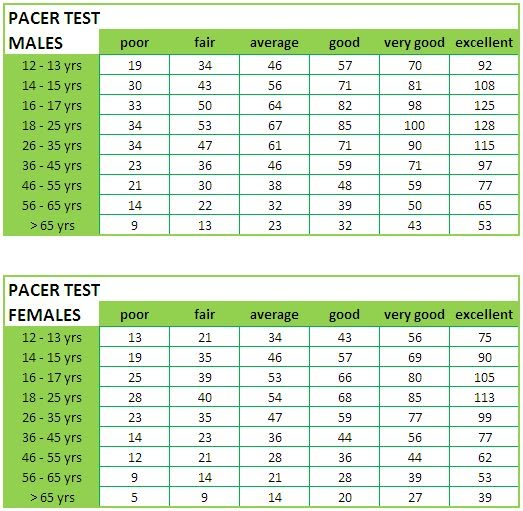 PACER TEST
MALES poor fair average good very good excellent
12 - 13 yrs 19 34 46 57 70 92
14 - 15 yrs 30 43 56 71 81 108
16 - 17 yrs 33 50 64 82 98 125
18 - 25 yrs 34 53 67 85 100 128
26 - 35 yrs 34 47 61 71 90 115
36 - 45 yrs 23 36 46 59 71 97
46 - 55 yrs 21 30 38 48 59 77
56 - 65 yrs 14 22 32 39 50 65
> 65 yrs 9 13 23 32 43 53
PACER TEST
FEMALES poor fair average good very good excellent
12 - 13 yrs 13 21 34 43 56 75
14 - 15 yrs 19 35 46 57 69 90
16 - 17 yrs 25 39 53 66 80 105
18 - 25 yrs 28 40 54 68 85 113
26 - 35 yrs 23 35 47 59 77 99
36 - 45 yrs 14 23 36 44 56 77
46 - 55 yrs 12 21 28 36 44 62
56 - 65 yrs 9 14 21 28 39 53
> 65 yrs 5 9 14 20 27 39